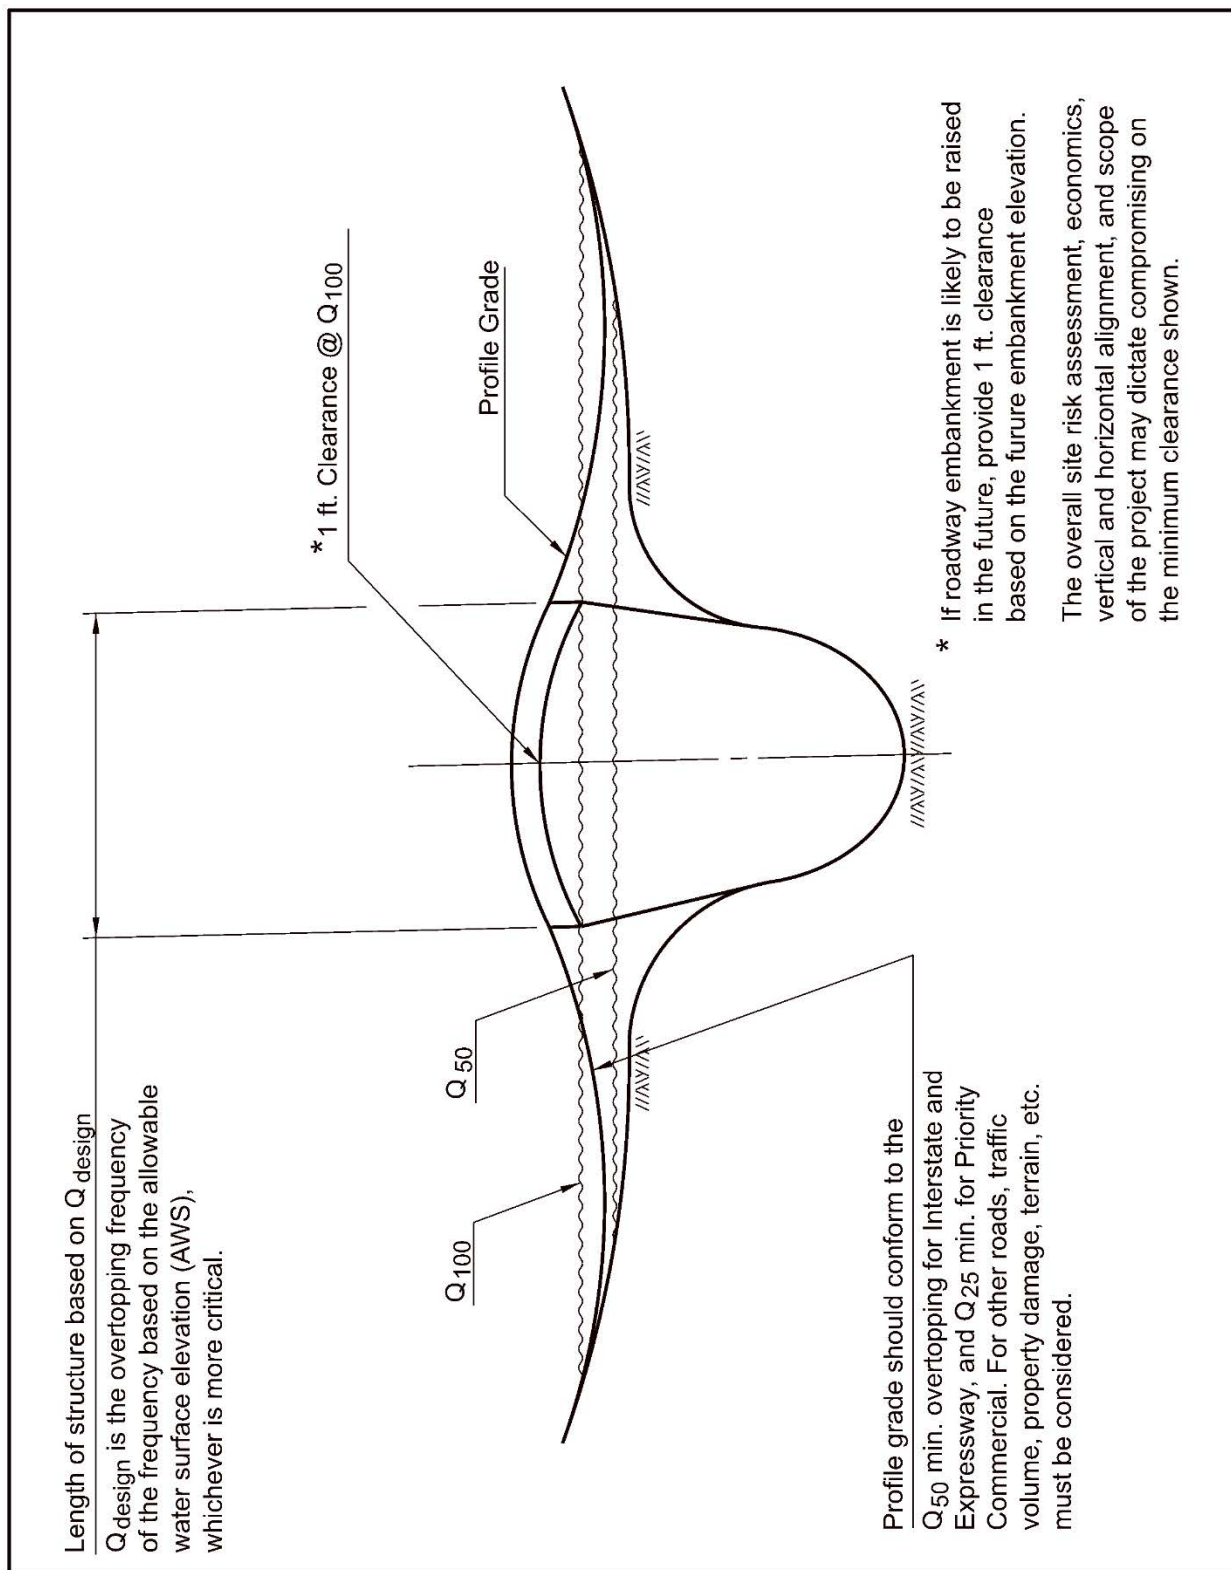 Length of structure based on Q design
Q design is the overtopping frequency
of the frequency based on the allowable
water surface elevation (AWS),
whichever is more critical.
*1 ft. Clearance @ Q100
Profile Grade
Q50
Q100
Profile grade should conform to the
Q50 min. overtopping for Interstate and
Expressway, and Q25 min. for Priority
Commercial. For other roads, traffic
volume, property damage, terrain, etc.
must be considered.
* If roadway embankment is likely to be raised
in the future, provide 1 ft. clearance
based on the furure embankment elevation.
The overall site risk assessment, economics,
vertical and horizontal alignment, and scope
of the project may dictate compromising on
the minimum clearance shown.